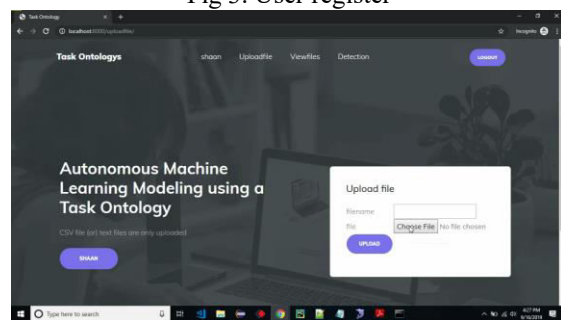 Fig 3. User register
Task Ontology
localhost:8000/uploadfile/
Incognito
Task Ontologys
shaan
Uploadfile
Viewfiles
Detection
LOGOUT
Autonomous Machine
Learning Modeling using a
Task Ontology
CSV file (or) text files are only uploaded
SHAAN
Upload file
filename
file
Choose File No file chosen
UPLOAD
Type here to search
4:27 PM